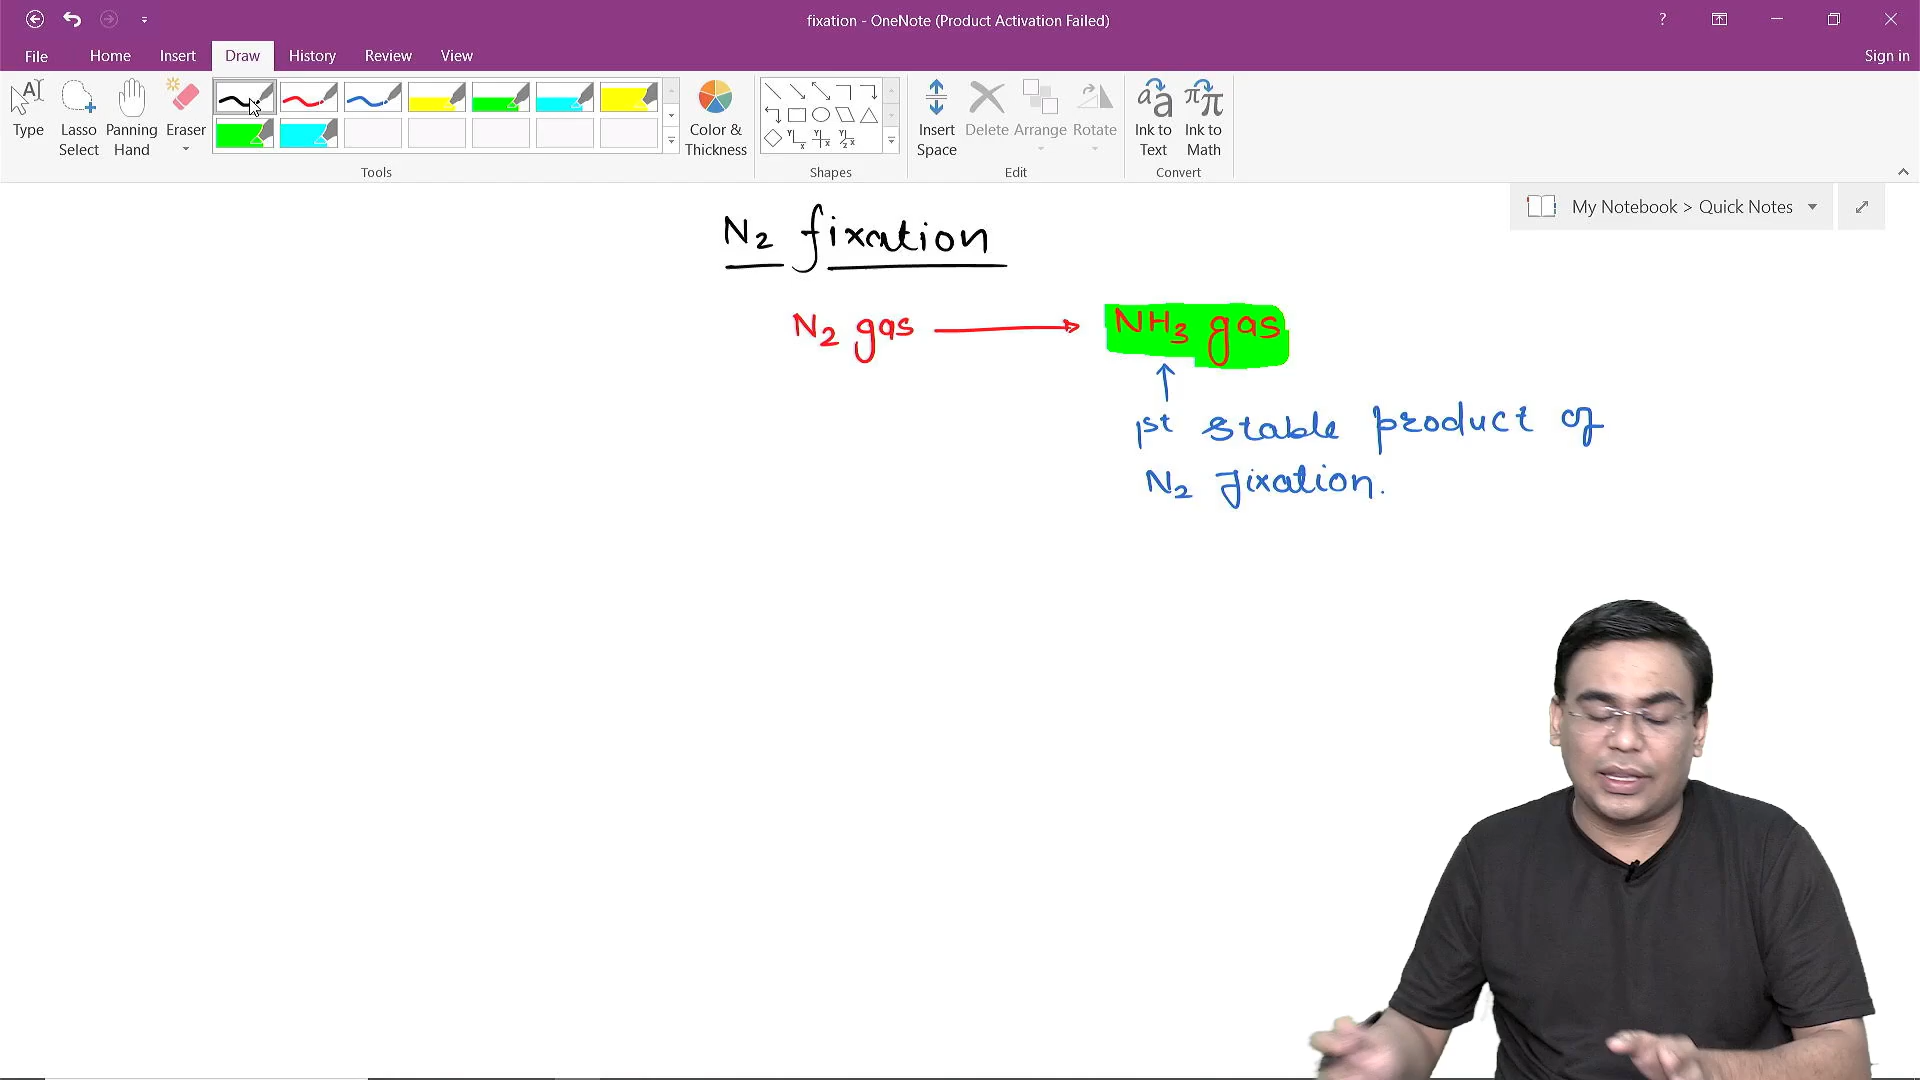 fixation - OneNote (Product Activation Failed)
?
File Home Insert Draw History Review View Sign in
Type
Lasso Select
Panning Hand
Eraser
Color & Thickness
Insert Space
Delete Arrange Rotate
Ink to Text
Ink to Math
Tools Shapes Edit Convert
My Notebook > Quick Notes
N2 fixation
N2 gas → NH3 gas
↑
1st stable product of
N2 fixation.